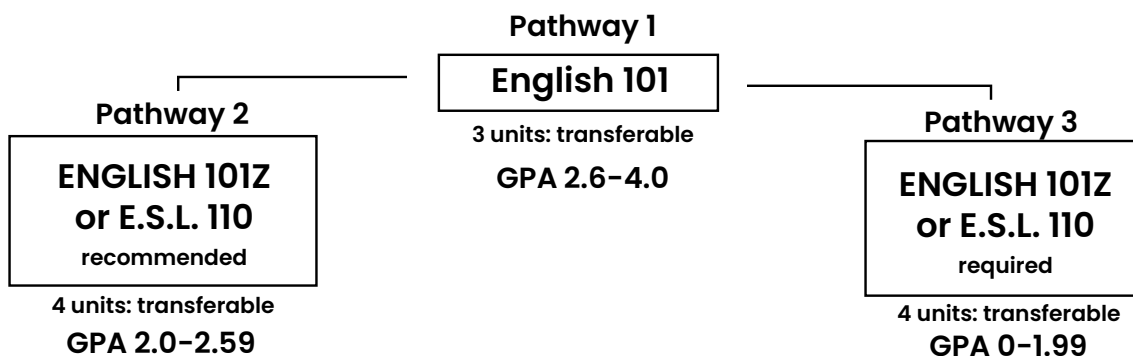 Pathway 1
English 101
3 units: transferable
GPA 2.6-4.0
Pathway 2
ENGLISH 101Z
or E.S.L. 110
recommended
4 units: transferable
GPA 2.0-2.59
Pathway 3
ENGLISH 101Z
or E.S.L. 110
required
4 units: transferable
GPA 0-1.99